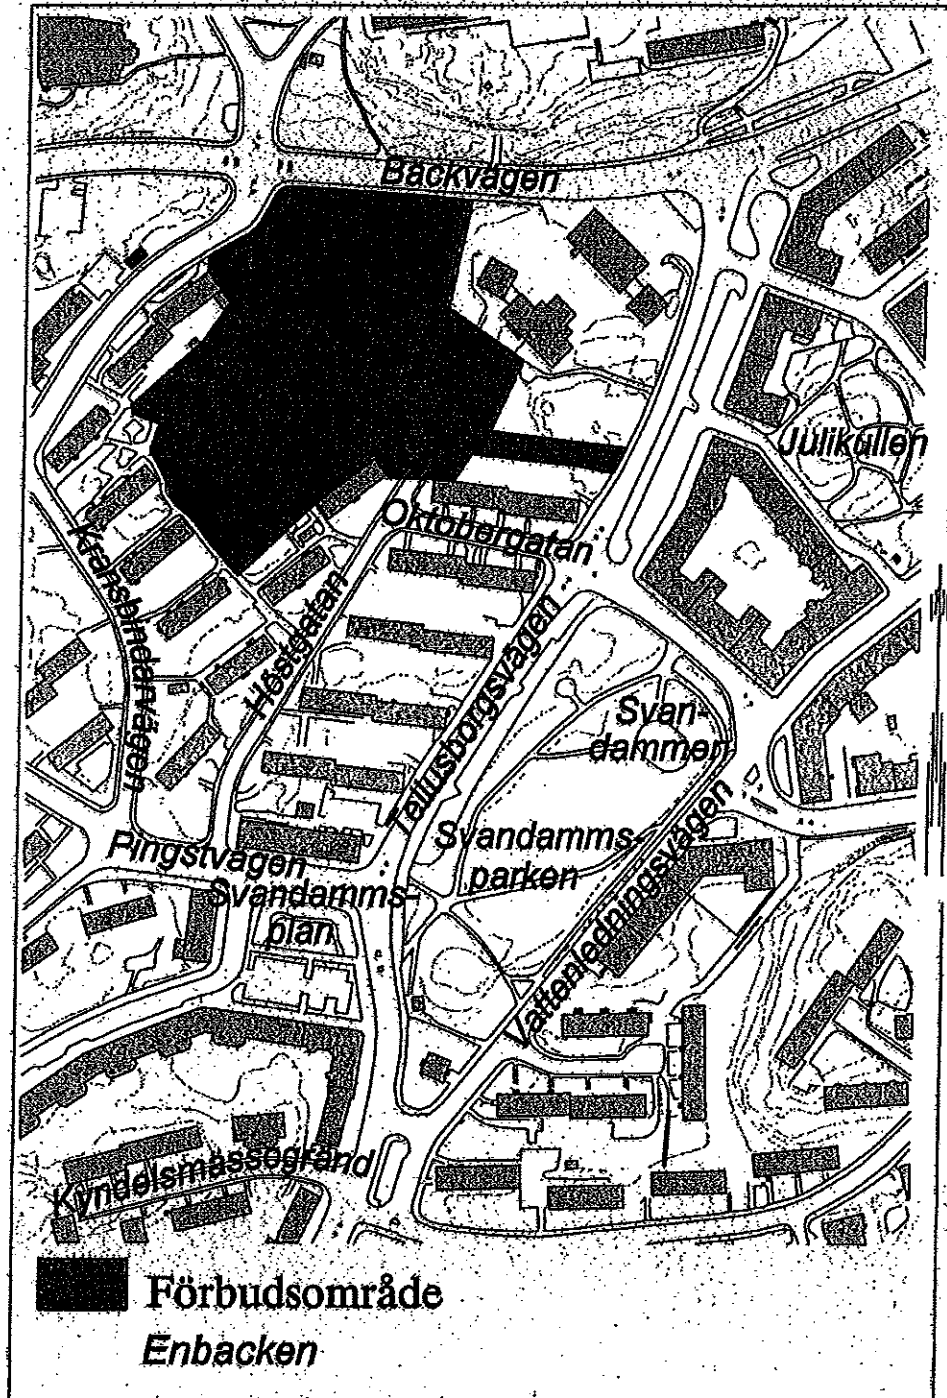 Backvägen
Julikullen
Oktobergatan
Kransbindarvägen
Höstgatan
Tellusborgsvägen
Svan-
dammen
Svandamms-
parken
Vattenledningsvägen
Pingstvägen
Svandamms-
plan
Kyndelsmässogränd
Förbudsområde
Enbacken